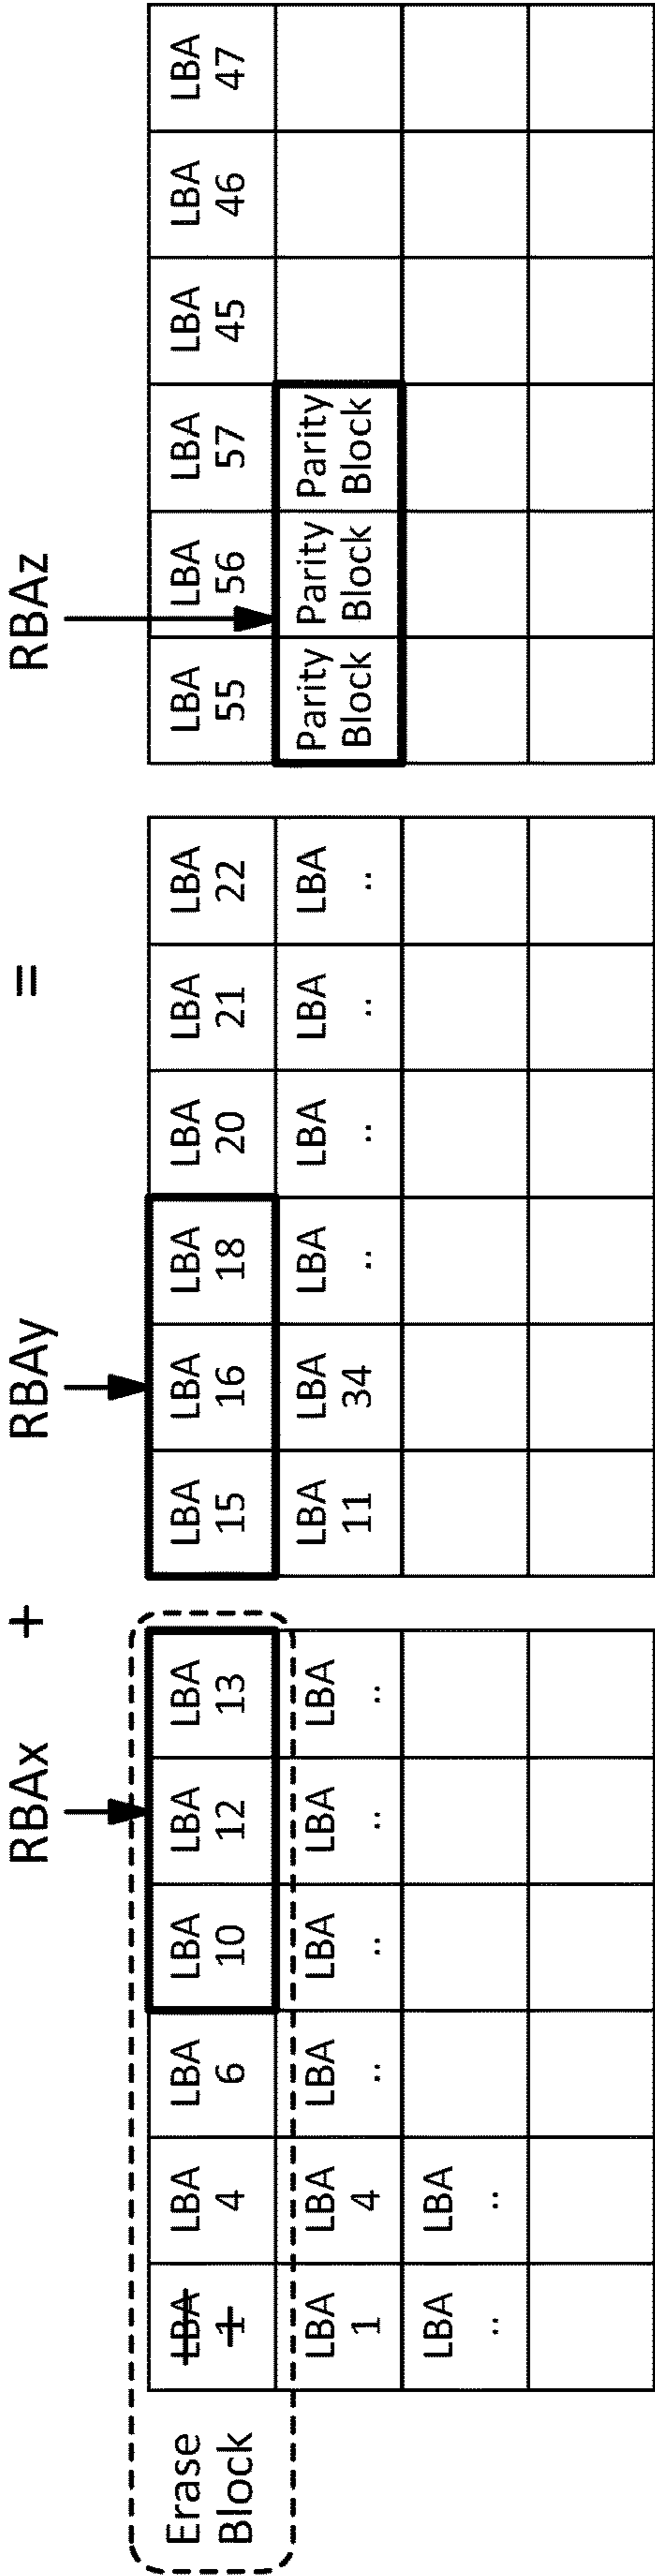 RBAx + RBAy = RBAz
Erase
Block
LBA LBA LBA LBA LBA LBA
1 4 6 10 12 13
LBA LBA LBA LBA LBA LBA
1 4 .. .. .. ..
LBA LBA
.. ..
LBA LBA LBA LBA LBA LBA
15 16 18 20 21 22
LBA LBA LBA LBA LBA LBA
11 34 .. .. .. ..
LBA LBA LBA LBA LBA LBA
55 56 57 45 46 47
Parity Parity Parity
Block Block Block